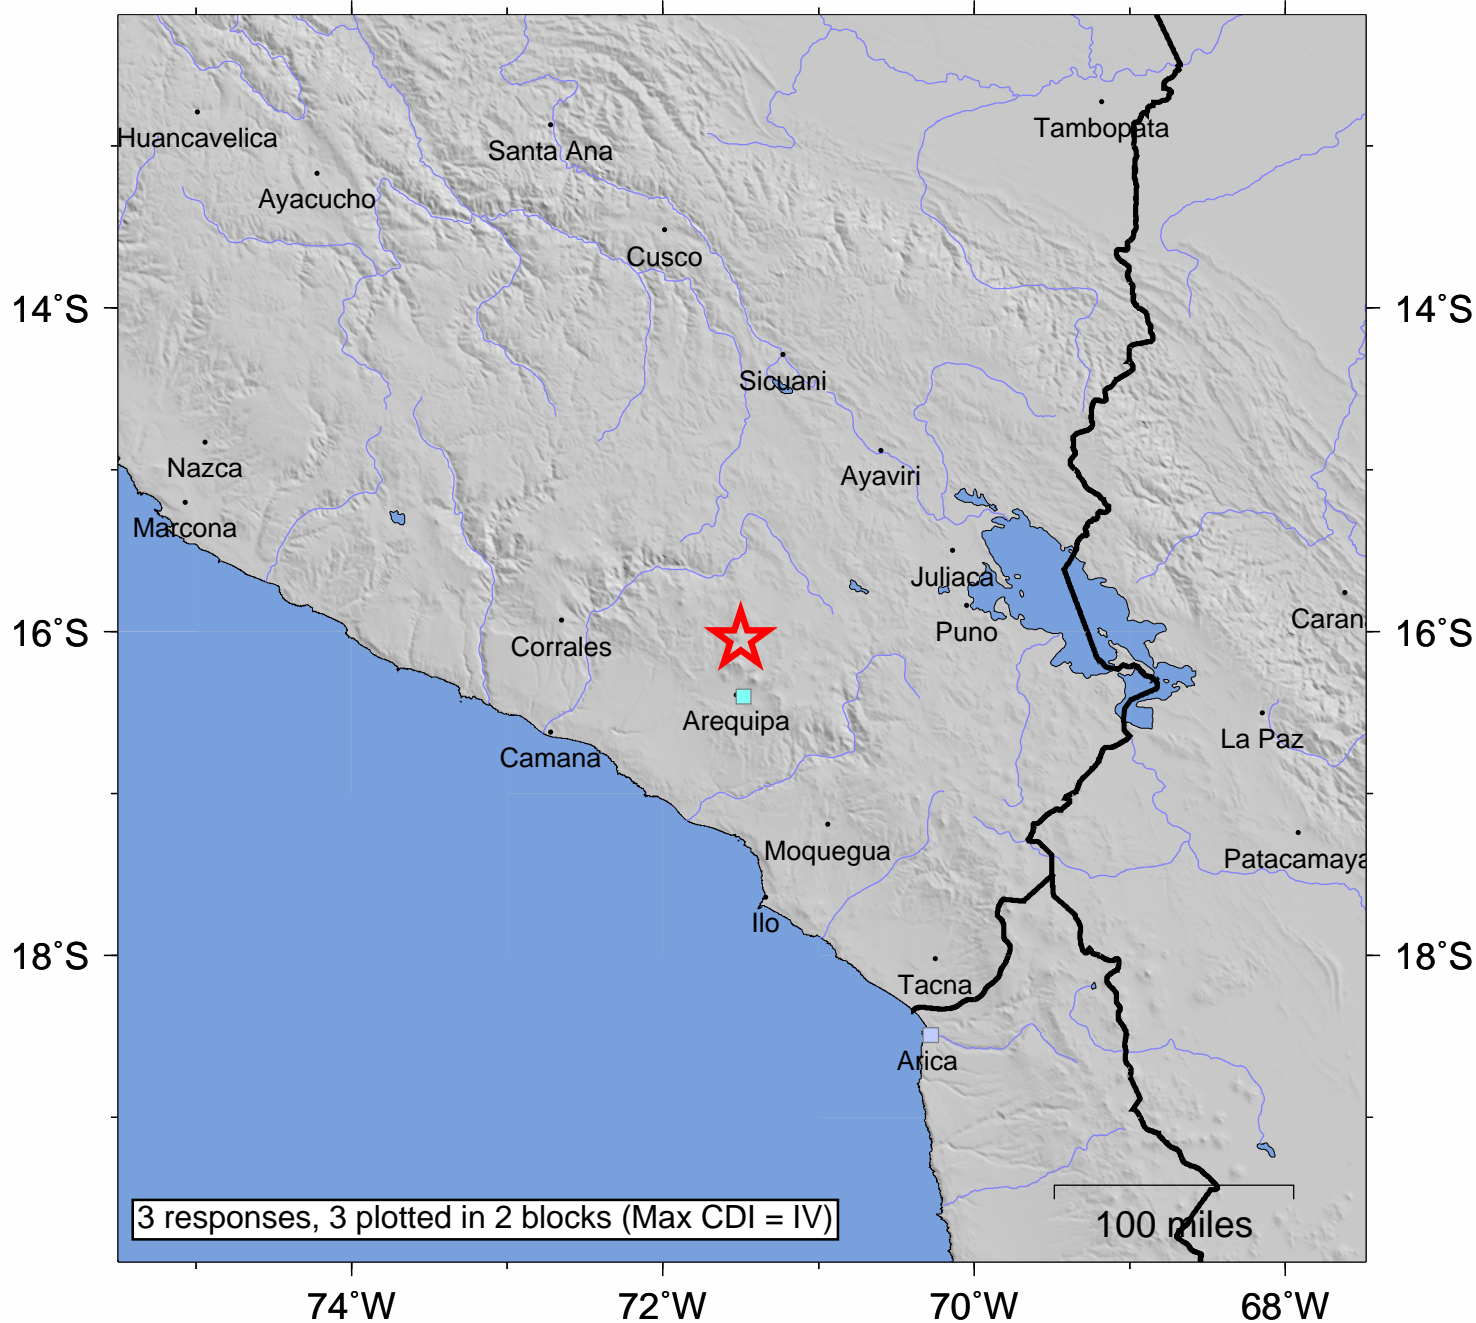 Huancavelica
Tambopata
Santa Ana
Ayacucho
Cusco
14°S
14°S
Sicuani
Nazca
Ayaviri
Marcona
Juliaca
16°S
Corrales
Puno
Caran
16°S
Arequipa
La Paz
Camana
Moquegua
Patacamaya
Ilo
18°S
18°S
Tacna
Arica
3 responses, 3 plotted in 2 blocks (Max CDI = IV)
100 miles
74°W
72°W
70°W
68°W